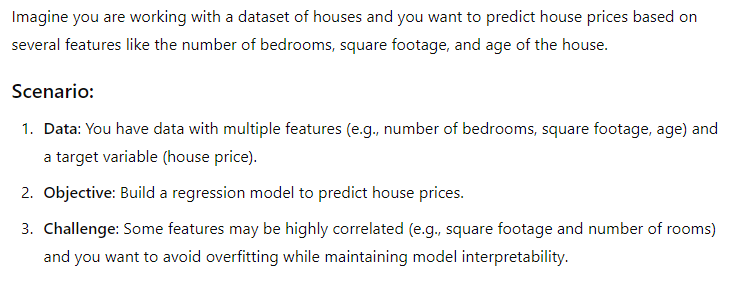 Imagine you are working with a dataset of houses and you want to predict house prices based on
several features like the number of bedrooms, square footage, and age of the house.
Scenario:
1. Data: You have data with multiple features (e.g., number of bedrooms, square footage, age) and
a target variable (house price).
2. Objective: Build a regression model to predict house prices.
3. Challenge: Some features may be highly correlated (e.g., square footage and number of rooms)
and you want to avoid overfitting while maintaining model interpretability.